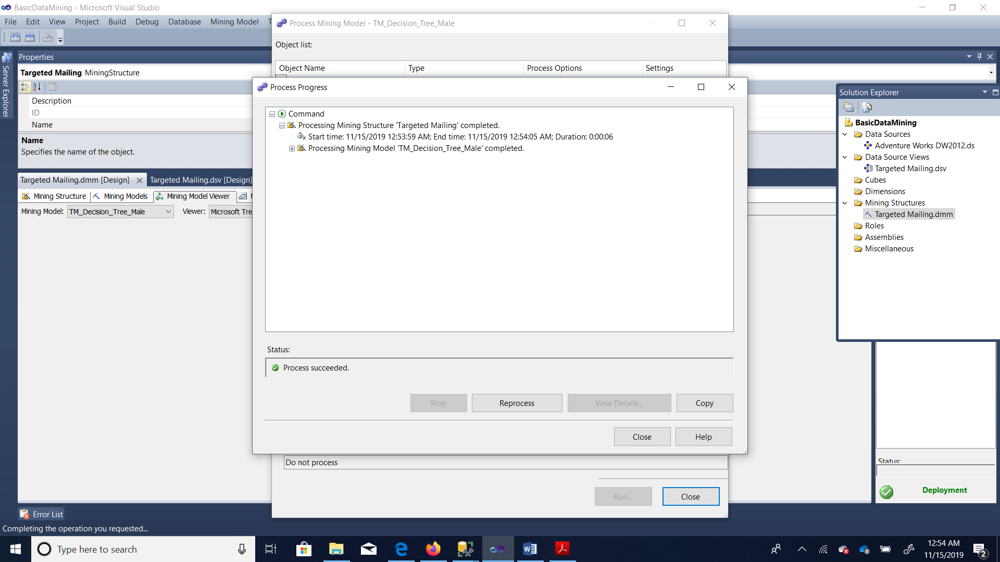 BasicDataMining - Microsoft Visual Studio
File Edit View Project Build Debug Database Mining Model
Process Mining Model - TM_Decision_Tree_Male
Object list:
Object Name Type Process Options Settings
Server Explorer
Properties
Targeted Mailing MiningStructure
Description
ID
Name
Name
Specifies the name of the object.
Targeted Mailing.dmm [Design] Targeted Mailing.dsv [Design]
Mining Structure Mining Models Mining Model Viewer
Mining Model: TM_Decision_Tree_Male Viewer: Microsoft Tre
Process Progress
Command
Processing Mining Structure 'Targeted Mailing' completed.
Start time: 11/15/2019 12:53:59 AM; End time: 11/15/2019 12:54:05 AM; Duration: 0:00:06
Processing Mining Model 'TM_Decision_Tree_Male' completed.
Status:
Process succeeded.
Stop Reprocess View Details... Copy
Close Help
Do not process
Run... Close
Solution Explorer
BasicDataMining
Data Sources
Adventure Works DW2012.ds
Data Source Views
Targeted Mailing.dsv
Cubes
Dimensions
Mining Structures
Targeted Mailing.dmm
Roles
Assemblies
Miscellaneous
Status:
Deployment
Error List
Completing the operation you requested...
Type here to search
12:54 AM
11/15/2019
2